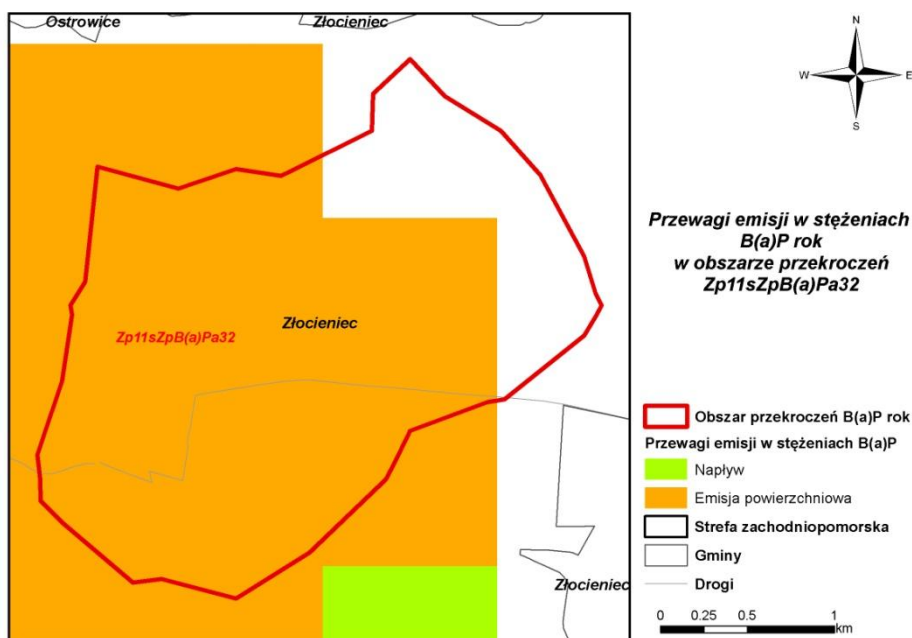 Ostrowice
Złocieniec
N
W
E
S
Przewagi emisji w stężeniach
B(a)P rok
w obszarze przekroczeń
Zp11sZpB(a)Pa32
Zp11sZpB(a)Pa32
Złocieniec
Złocieniec
Obszar przekroczeń B(a)P rok
Przewagi emisji w stężeniach B(a)P
Napływ
Emisja powierzchniowa
Strefa zachodniopomorska
Gminy
Drogi
0 0.25 0.5 1
km